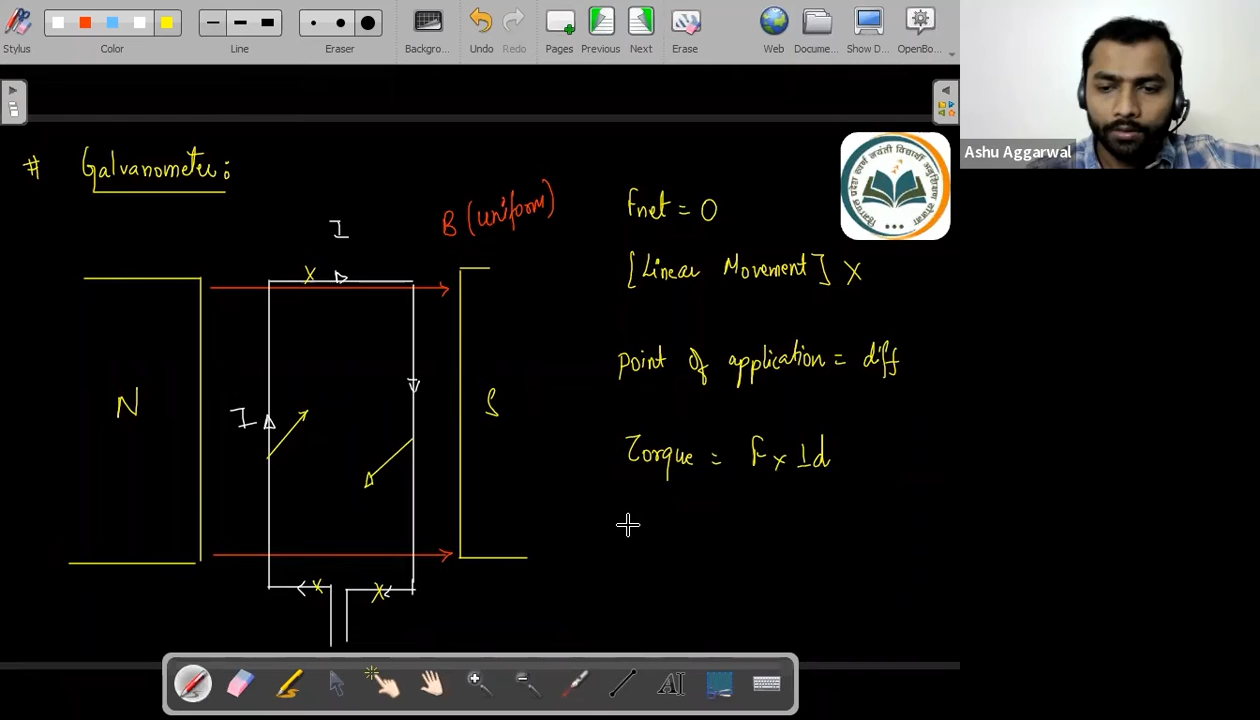 Stylus
Color
Line
Eraser
Backgro...
Undo
Redo
Pages
Previous
Next
Erase
Web
Docume...
Show D...
OpenBo...
Ashu Aggarwal
# Galvanometer:
I
B (uniform)
Fnet = 0
[Linear Movement] X
point of application = diff
N
I
S
Torque = F x ⊥d